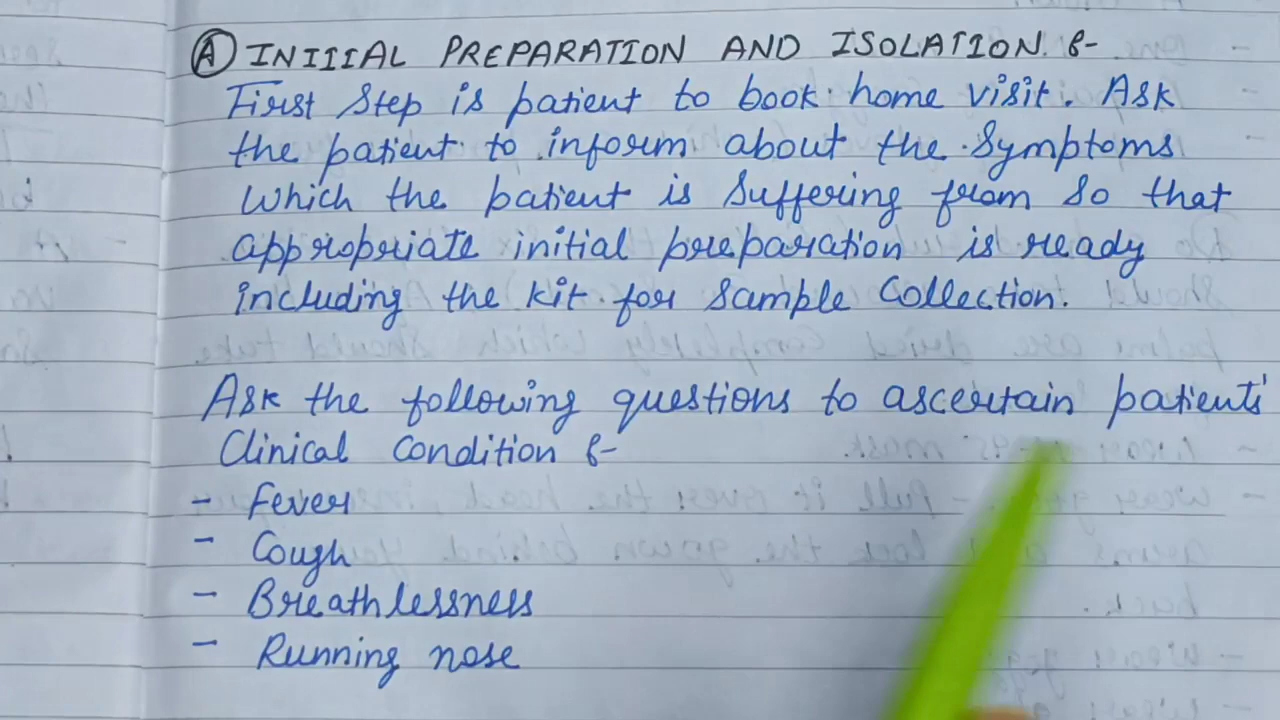 Ⓐ INITIAL PREPARATION AND ISOLATION :-
First Step is patient to book home visit. Ask
the patient to inform about the Symptoms
Which the patient is Suffering from So that
appropriate initial preparation is ready
including the kit for Sample Collection.
Ask the following questions to ascertain patients'
Clinical Condition :-
- Fever
- Cough
- Breathlessness
- Running nose